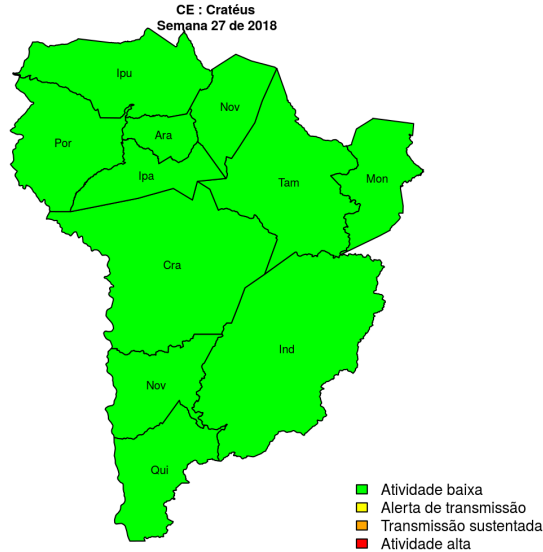 CE : Cratéus
Semana 27 de 2018
Ipu
Nov
Por
Ara
Ipa
Tam
Mon
Cra
Ind
Nov
Qui
Atividade baixa
Alerta de transmissão
Transmissão sustentada
Atividade alta